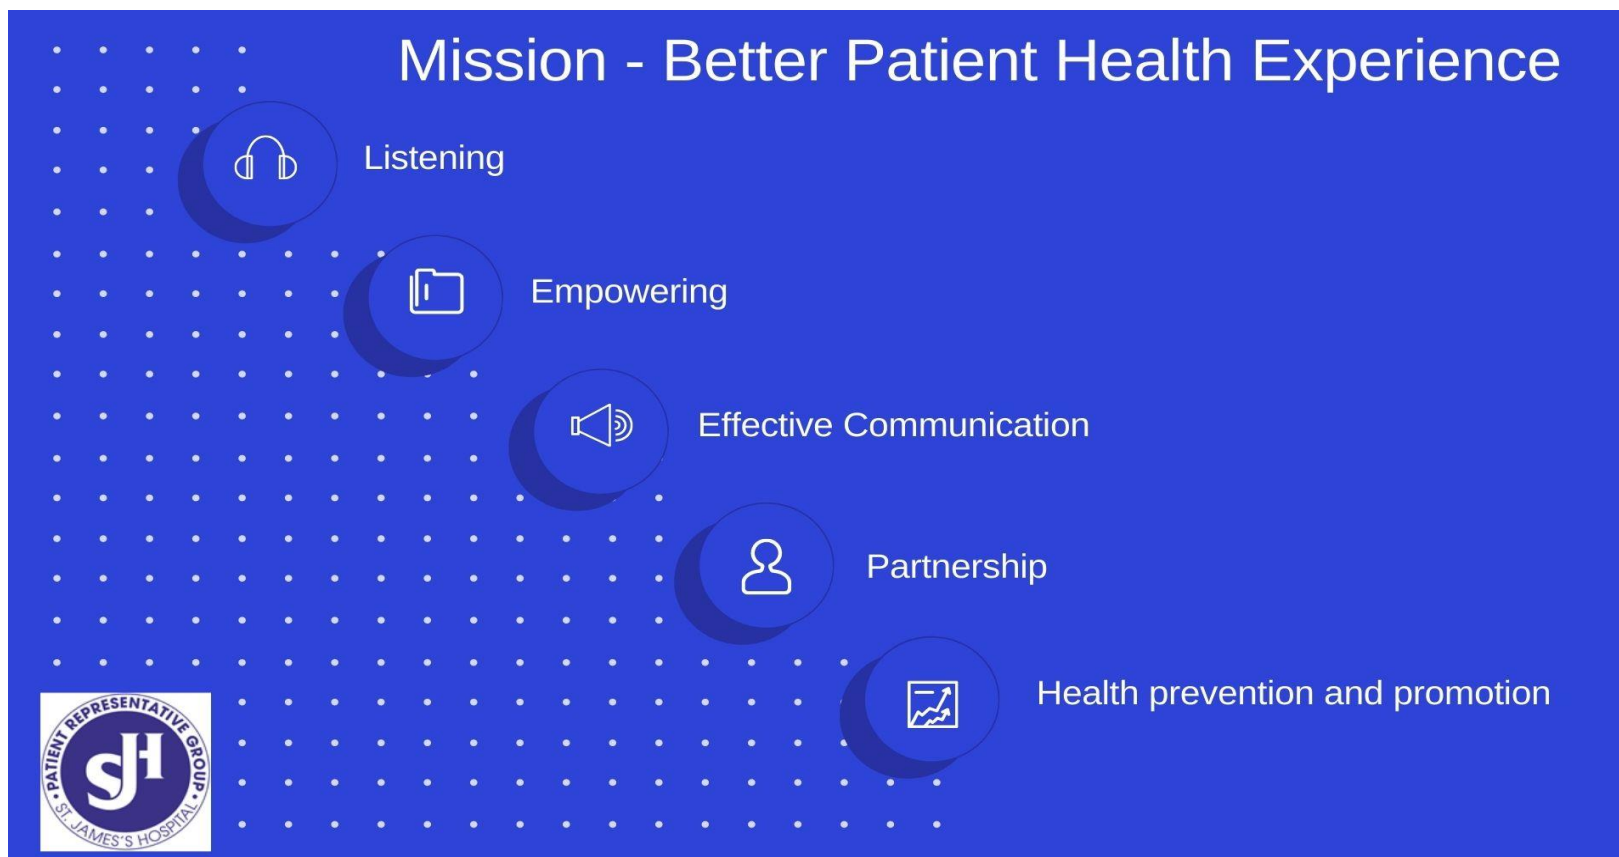 Mission - Better Patient Health Experience
Listening
Empowering
Effective Communication
Partnership
Health prevention and promotion
• PATIENT REPRESENTATIVE GROUP •
SJH
ST. JAMES'S HOSPITAL